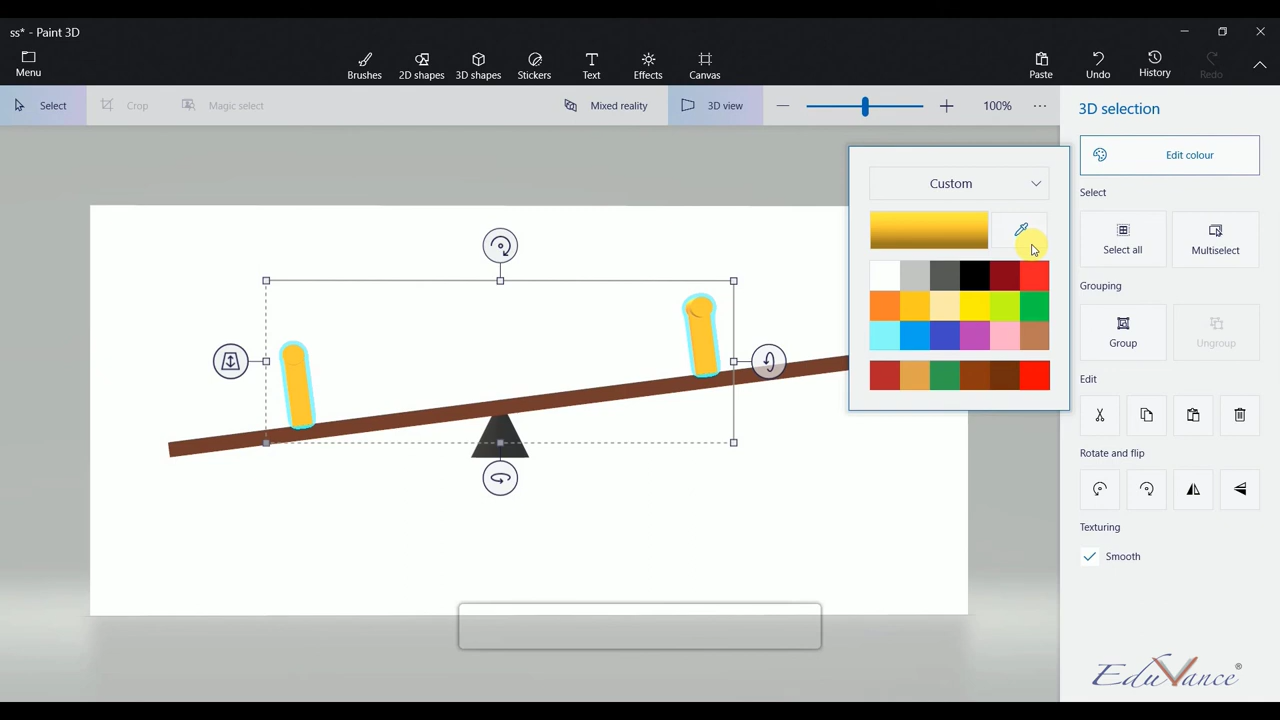 ss* - Paint 3D
Menu
Brushes
2D shapes
3D shapes
Stickers
Text
Effects
Canvas
Paste
Undo
History
Redo
Select
Crop
Magic select
Mixed reality
3D view
100%
3D selection
Edit colour
Custom
Select
Select all
Multiselect
Grouping
Group
Ungroup
Edit
Rotate and flip
Texturing
Smooth
EduVance®